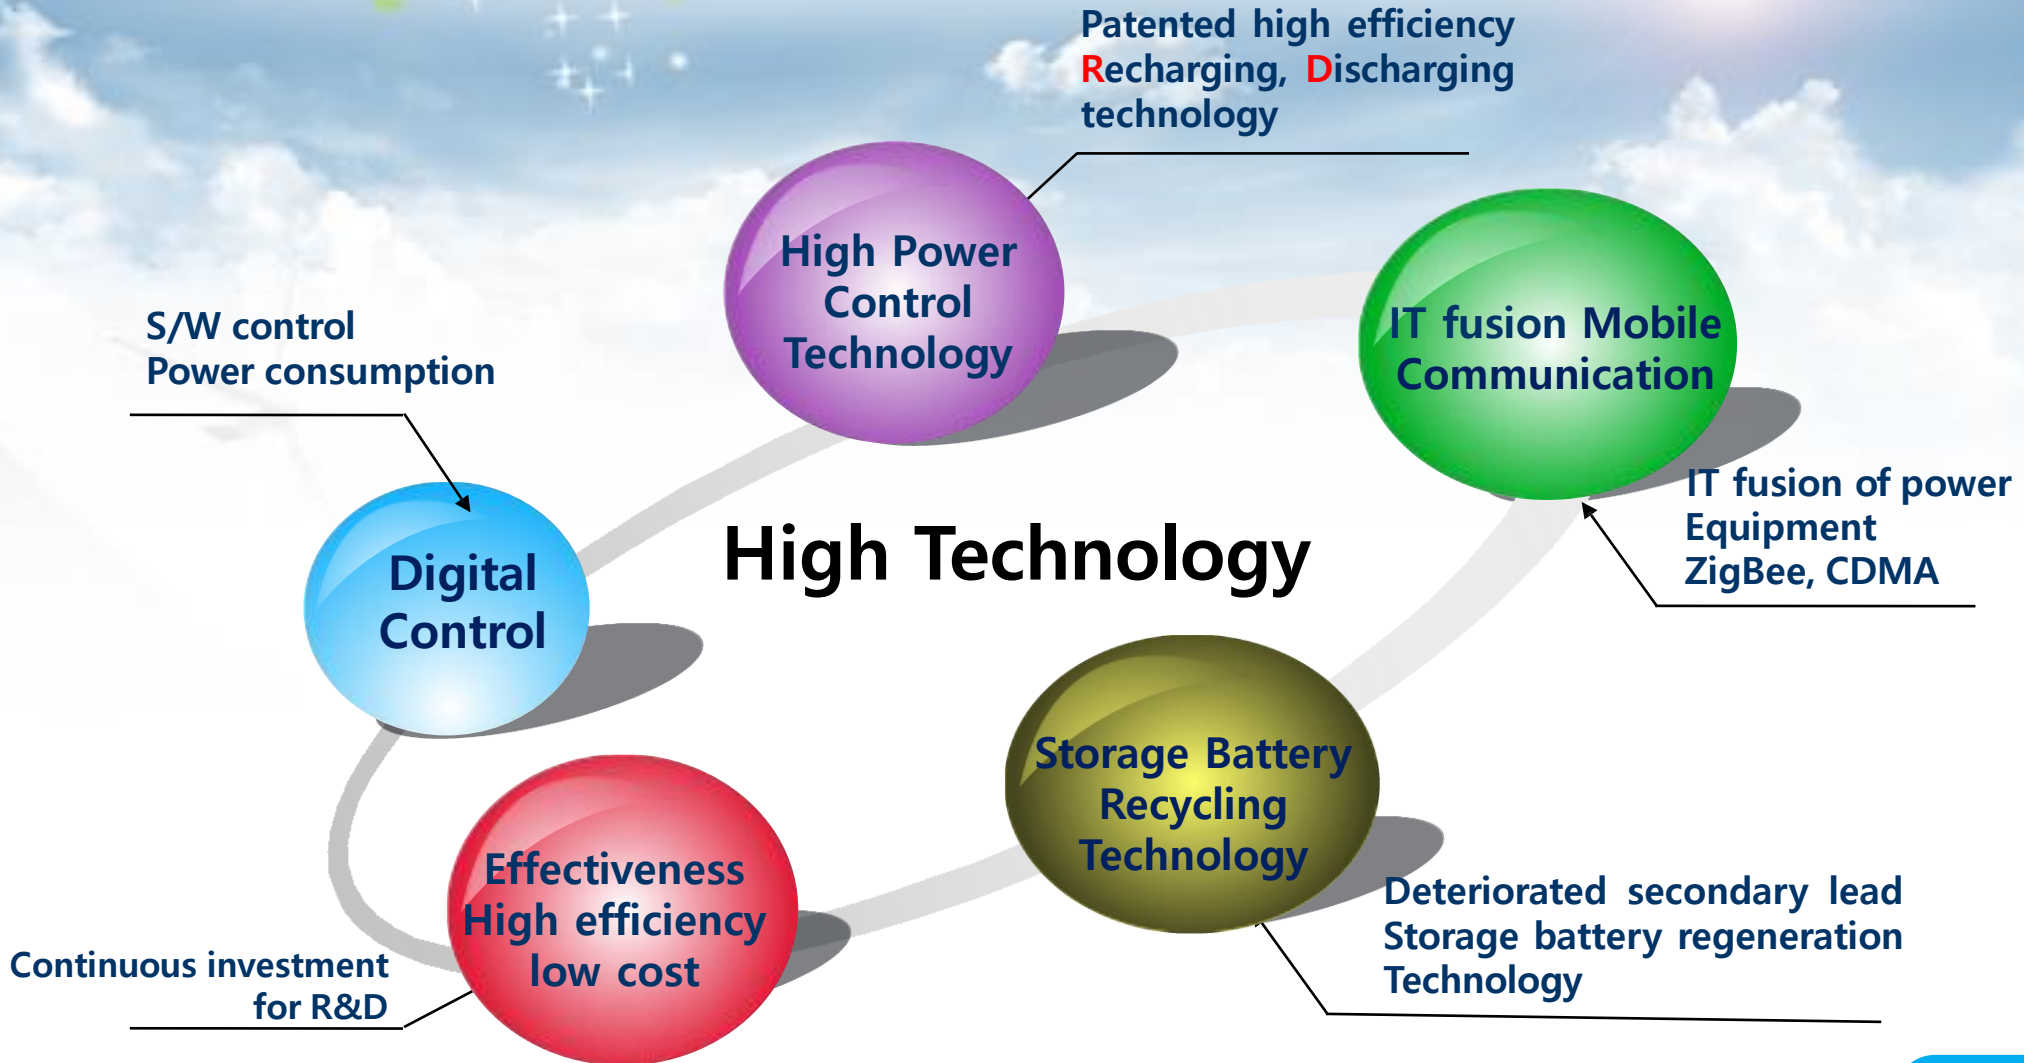 Patented high efficiency
Recharging, Discharging
technology
High Power
Control
Technology
IT fusion Mobile
Communication
S/W control
Power consumption
IT fusion of power
Equipment
ZigBee, CDMA
High Technology
Digital
Control
Storage Battery
Recycling
Technology
Effectiveness
High efficiency
low cost
Deteriorated secondary lead
Storage battery regeneration
Technology
Continuous investment
for R&D